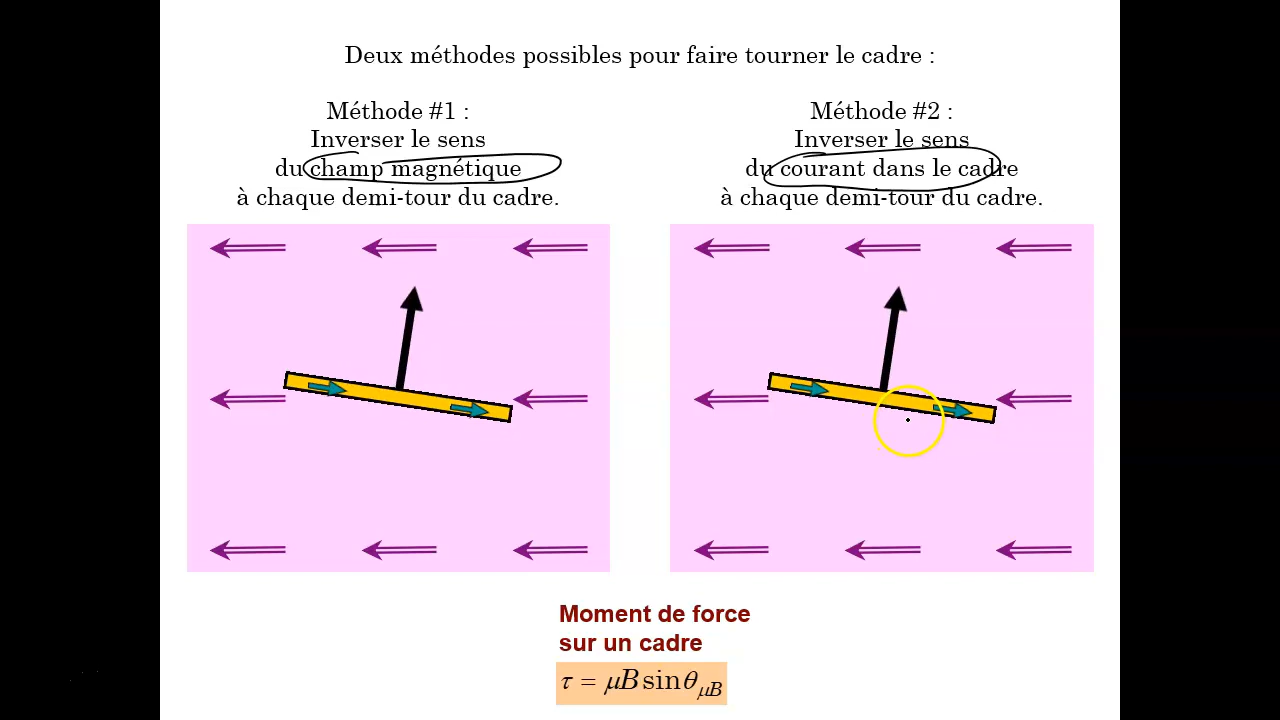 Deux méthodes possibles pour faire tourner le cadre :
Méthode #1 :
Inverser le sens
du champ magnétique
à chaque demi-tour du cadre.
Méthode #2 :
Inverser le sens
du courant dans le cadre
à chaque demi-tour du cadre.
Moment de force
sur un cadre
τ = μB sin θ_μB